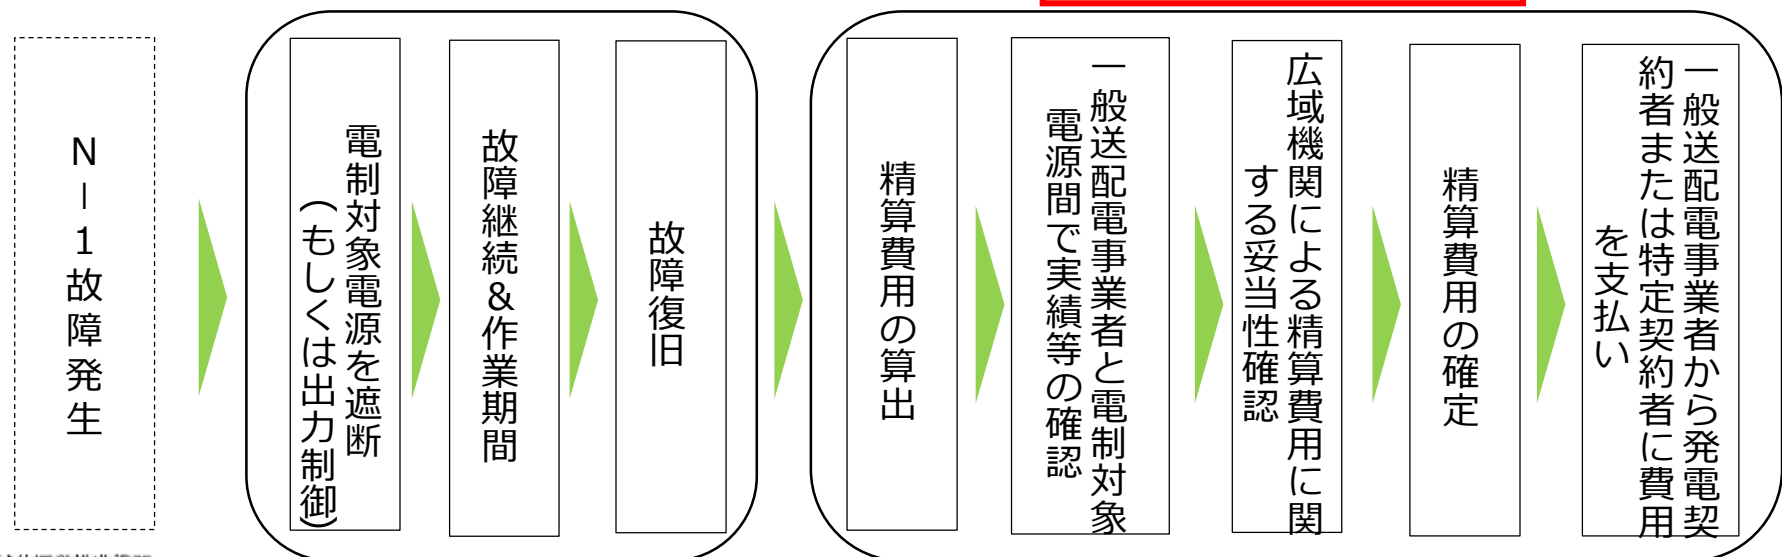 N－1故障発生
電制対象電源を遮断
（もしくは出力制御）
故障継続&作業期間
故障復旧
精算費用の算出
一般送配電事業者と電制対象
電源間で実績等の確認
広域機関による精算費用に関
する妥当性確認
精算費用の確定
一般送配電事業者から発電契
約者または特定契約者に費用
を支払い